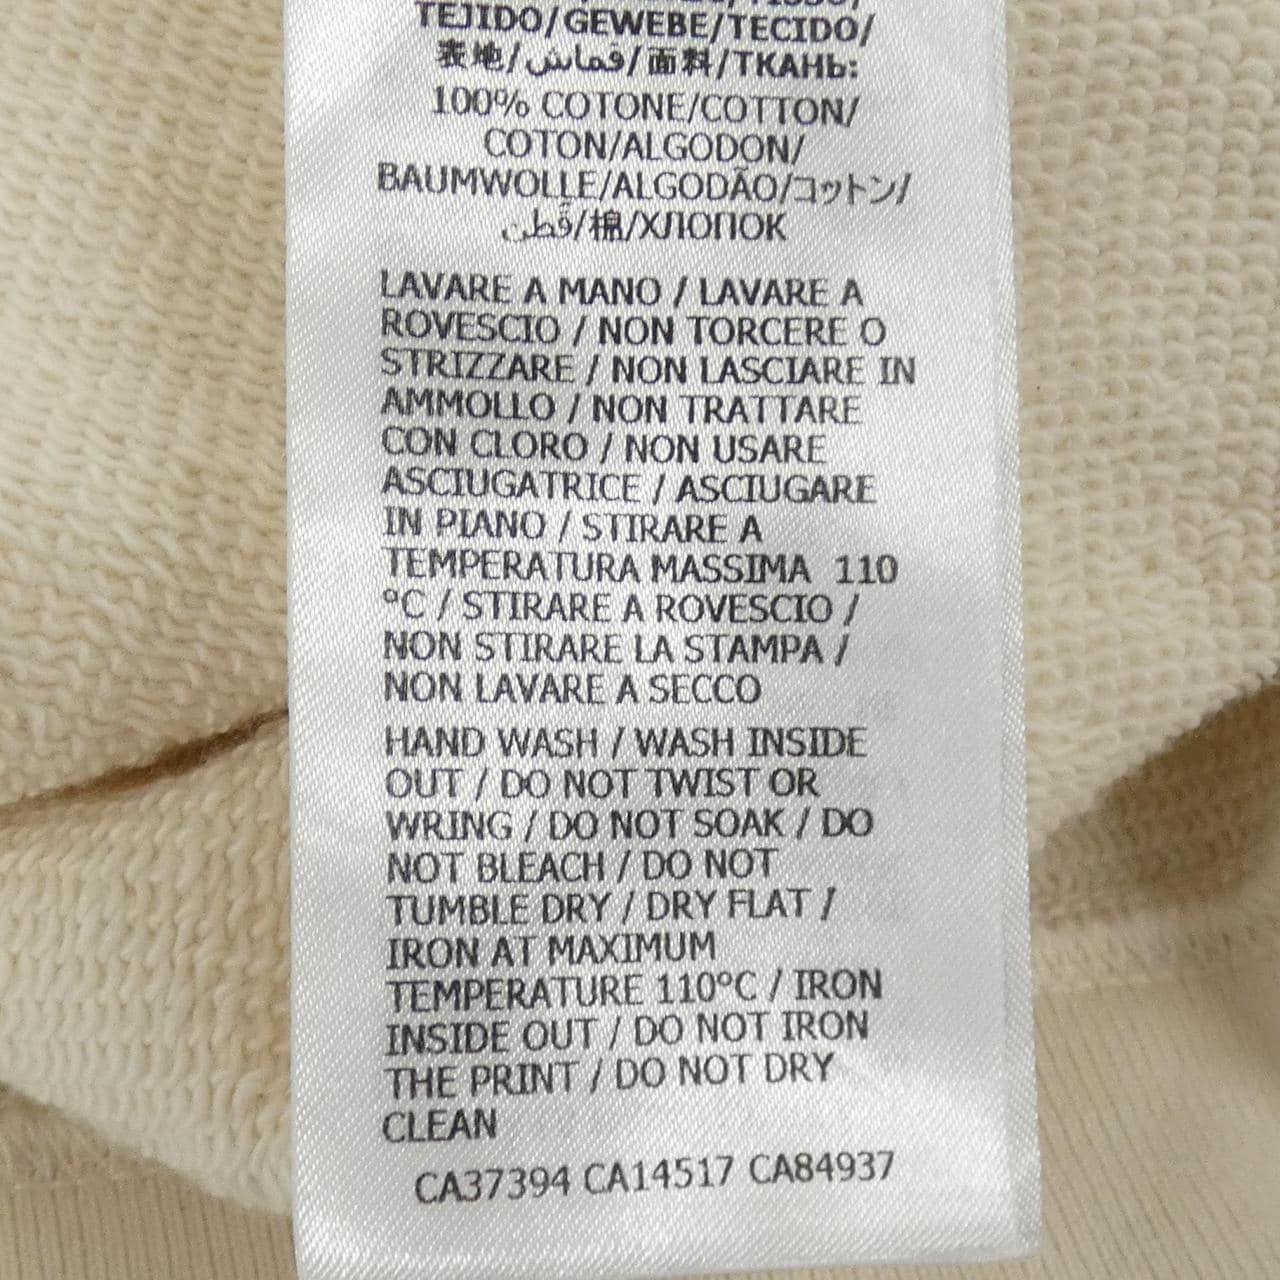 TEJIDO/GEWEBE/TECIDO/
表地/قماش/面料/ТКАНЬ:
100% COTONE/COTTON/
COTON/ALGODON/
BAUMWOLLE/ALGODÃO/コットン/
قطن/棉/ХЛОПОК
LAVARE A MANO / LAVARE A
ROVESCIO / NON TORCERE O
STRIZZARE / NON LASCIARE IN
AMMOLLO / NON TRATTARE
CON CLORO / NON USARE
ASCIUGATRICE / ASCIUGARE
IN PIANO / STIRARE A
TEMPERATURA MASSIMA 110
°C / STIRARE A ROVESCIO /
NON STIRARE LA STAMPA /
NON LAVARE A SECCO
HAND WASH / WASH INSIDE
OUT / DO NOT TWIST OR
WRING / DO NOT SOAK / DO
NOT BLEACH / DO NOT
TUMBLE DRY / DRY FLAT /
IRON AT MAXIMUM
TEMPERATURE 110°C / IRON
INSIDE OUT / DO NOT IRON
THE PRINT / DO NOT DRY
CLEAN
CA37394 CA14517 CA84937